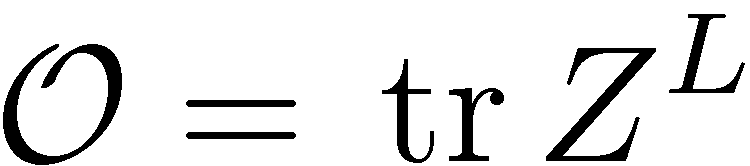 𝒪 = tr Z^L